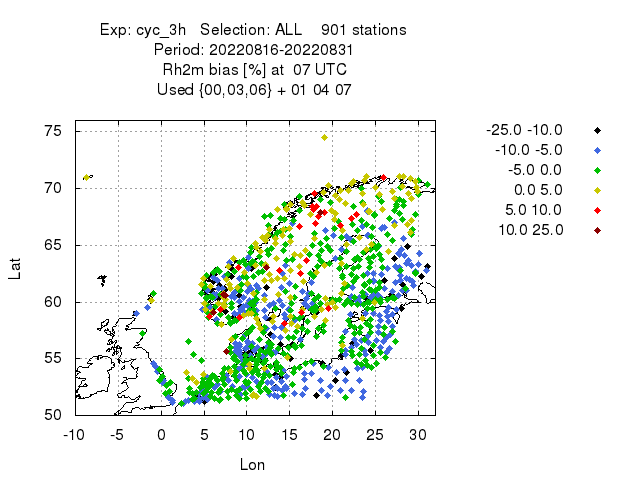 Exp: cyc_3h   Selection: ALL    901 stations
Period: 20220816-20220831
Rh2m bias [%] at  07 UTC
Used {00,03,06} + 01 04 07
-25.0 -10.0
-10.0 -5.0
-5.0 0.0
0.0 5.0
5.0 10.0
10.0 25.0
75
70
65
60
55
50
Lat
-10 -5 0 5 10 15 20 25 30
Lon